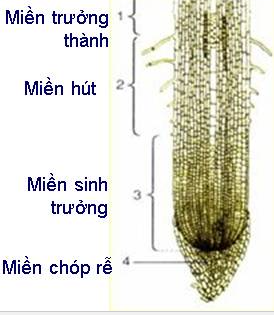 Miền trưởng
thành
1
Miền hút
2
Miền sinh
trưởng
3
Miền chóp rễ
4